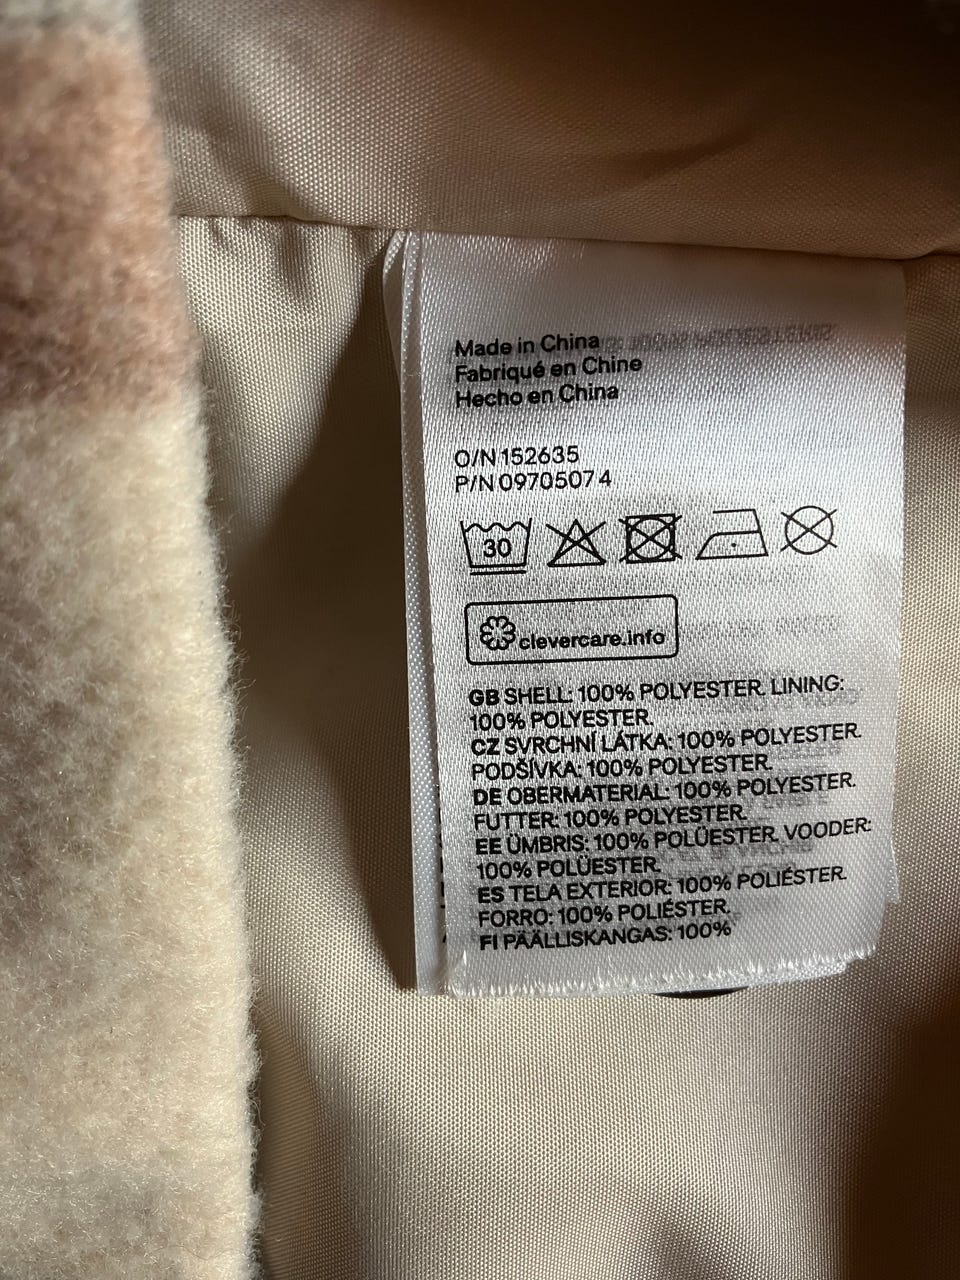 Made in China
Fabriqué en Chine
Hecho en China
O/N 152635
P/N 09705074
30
clevercare.info
GB SHELL: 100% POLYESTER. LINING:
100% POLYESTER.
CZ SVRCHNÍ LÁTKA: 100% POLYESTER.
PODŠÍVKA: 100% POLYESTER.
DE OBERMATERIAL: 100% POLYESTER.
FUTTER: 100% POLYESTER.
EE ÜMBRIS: 100% POLÜESTER. VOODER:
100% POLÜESTER.
ES TELA EXTERIOR: 100% POLIÉSTER.
FORRO: 100% POLIÉSTER.
FI PÄÄLLISKANGAS: 100%